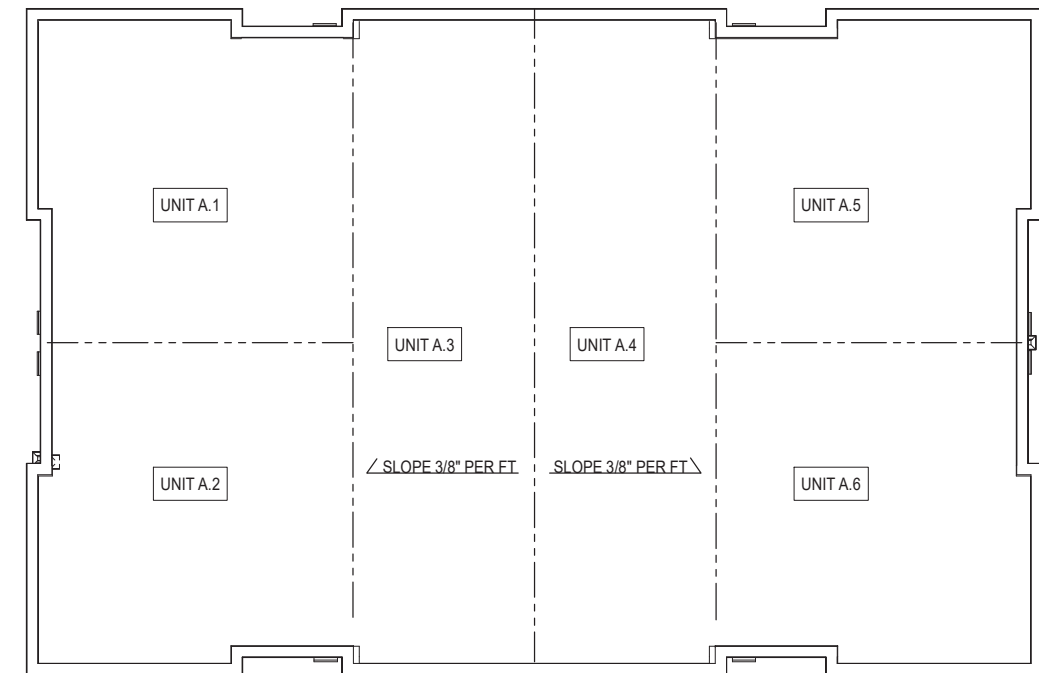 UNIT A.1
UNIT A.5
UNIT A.3
UNIT A.4
SLOPE 3/8" PER FT
SLOPE 3/8" PER FT
UNIT A.2
UNIT A.6